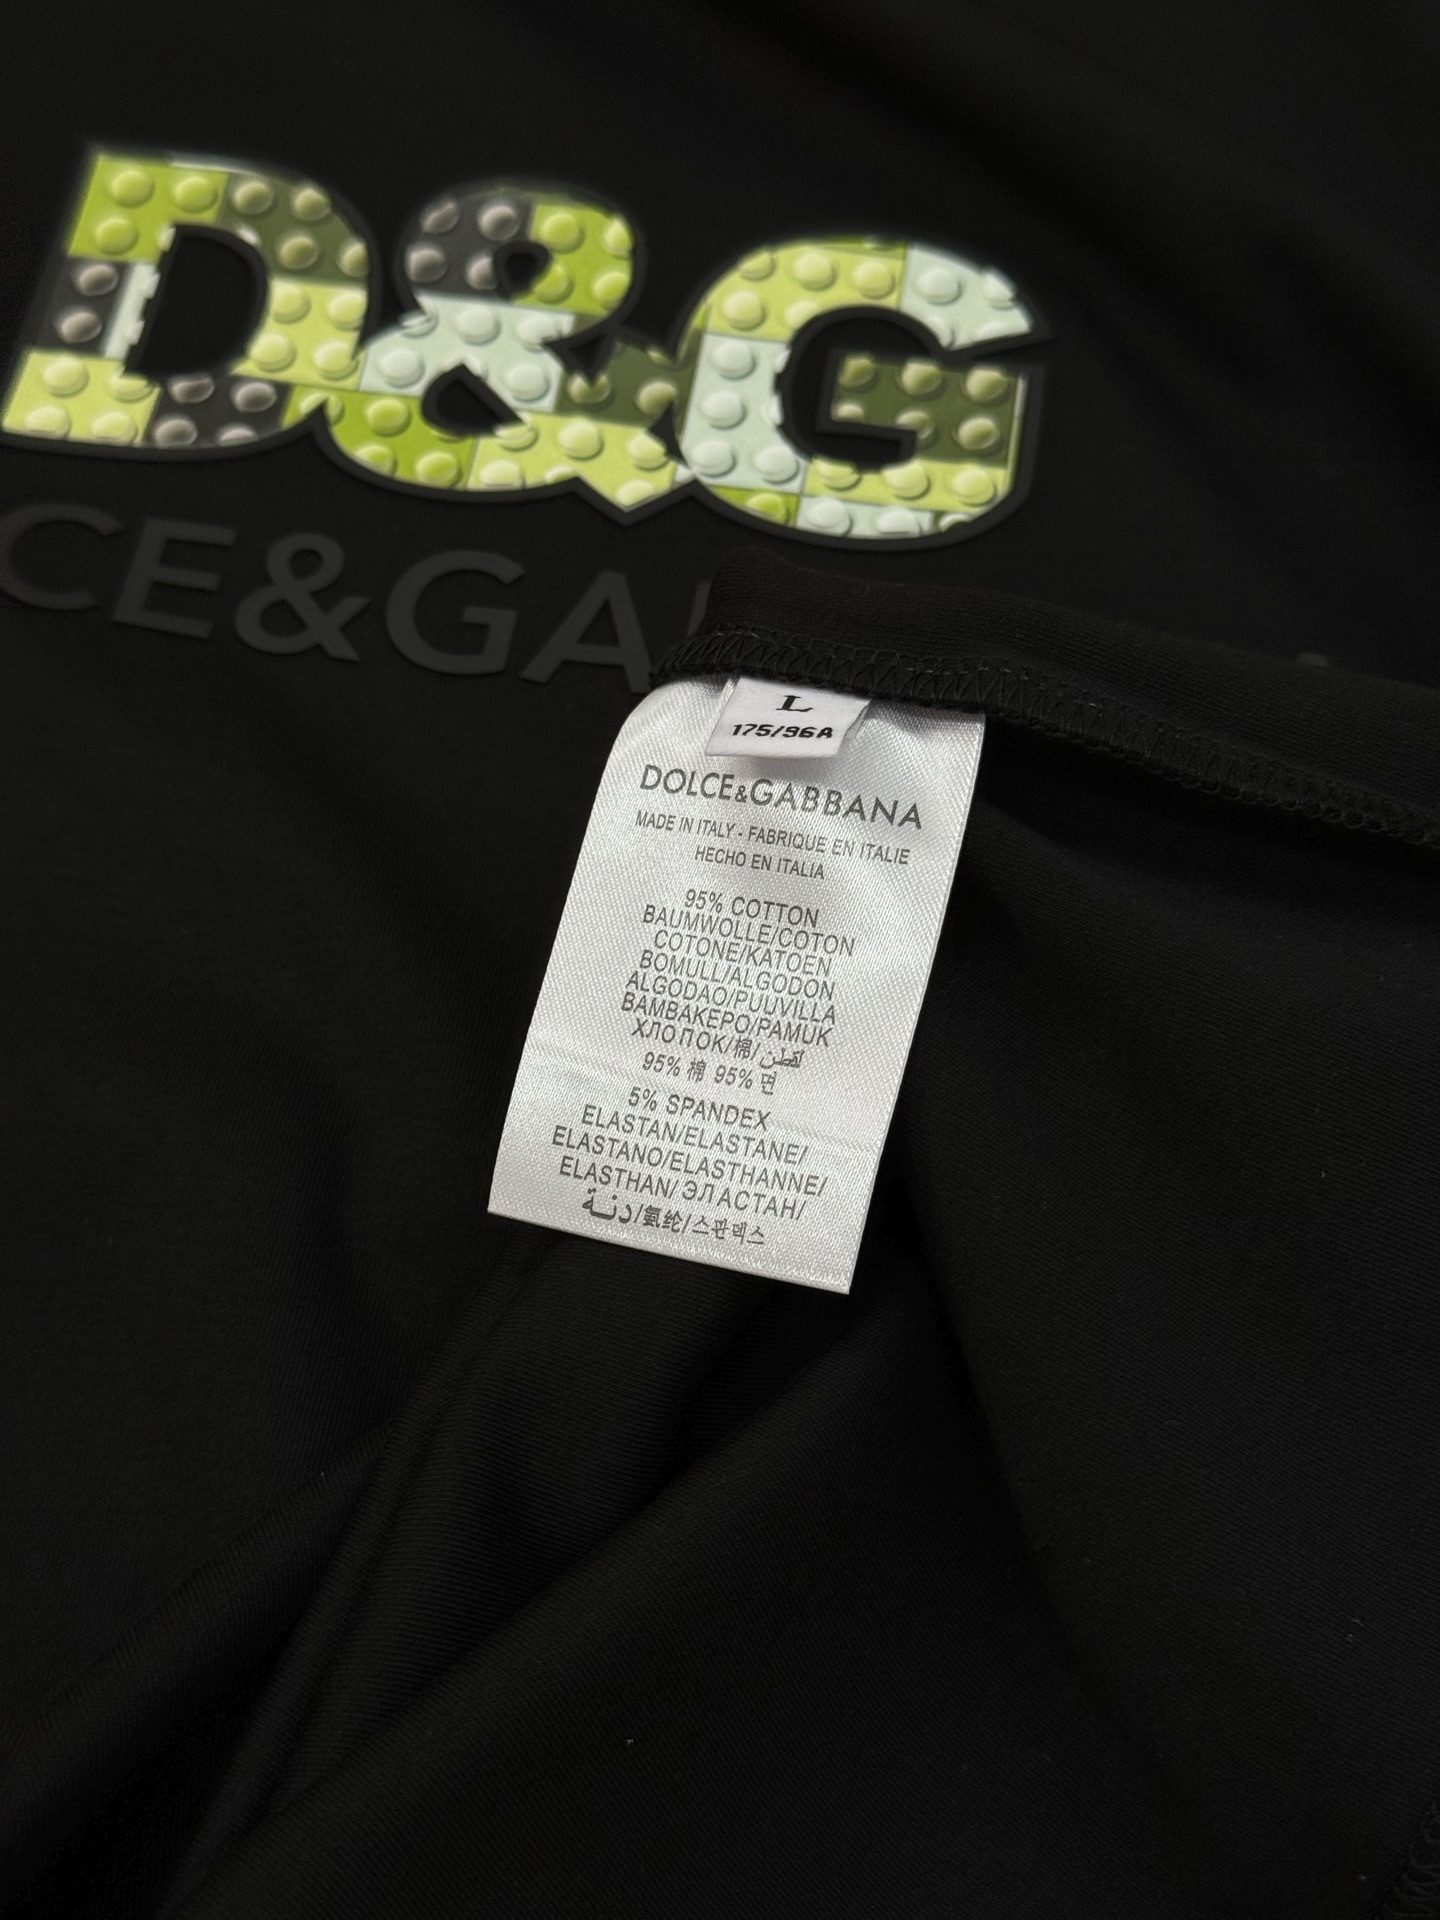 D&G
CE&GA
L
175/96A
DOLCE&GABBANA
MADE IN ITALY - FABRIQUE EN ITALIE
HECHO EN ITALIA
95% COTTON
BAUMWOLLE/COTON
COTONE/KATOEN
BOMULL/ALGODON
ALGODAO/PUUVILLA
BAMBAKEPO/PAMUK
ХЛОПОК/棉/قطن
95% 棉 95% 면
5% SPANDEX
ELASTAN/ELASTANE/
ELASTANO/ELASTHANNE/
ELASTHAN/ ЭЛАСТАН/
/氨纶/스판덱스